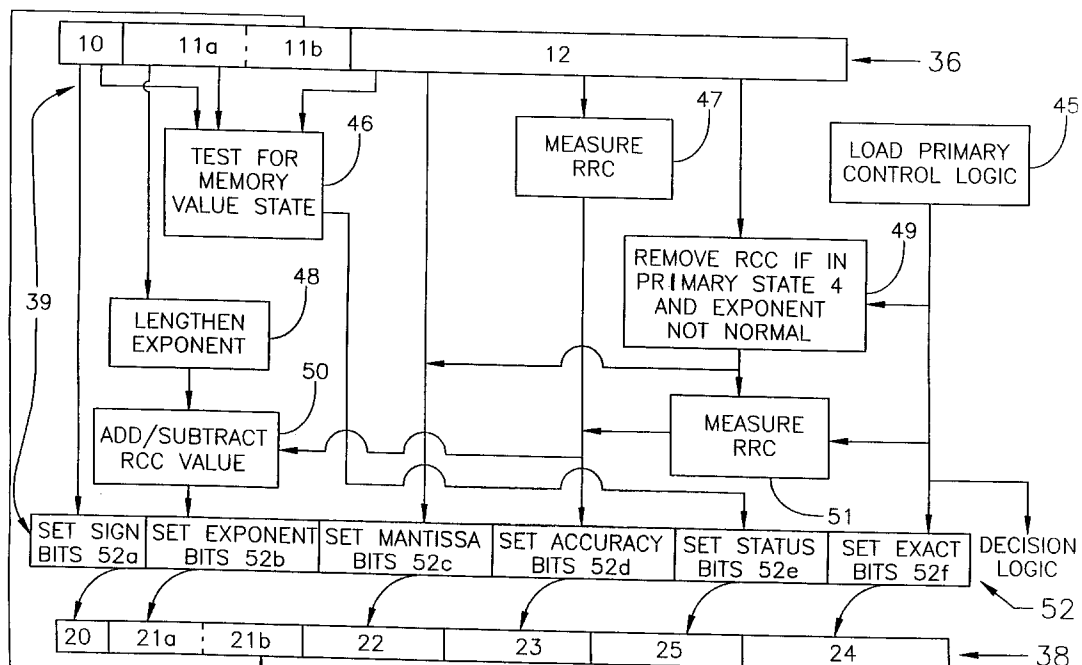 10 11a 11b 12
36
46
47
45
TEST FOR
MEMORY
VALUE STATE
MEASURE
RRC
LOAD PRIMARY
CONTROL LOGIC
49
REMOVE RCC IF IN
PRIMARY STATE 4
AND EXPONENT
NOT NORMAL
39
48
LENGTHEN
EXPONENT
50
ADD/SUBTRACT
RCC VALUE
MEASURE
RRC
51
SET SIGN
BITS 52a
SET EXPONENT
BITS 52b
SET MANTISSA
BITS 52c
SET ACCURACY
BITS 52d
SET STATUS
BITS 52e
SET EXACT
BITS 52f
DECISION
LOGIC
52
20 21a 21b 22 23 25 24
38